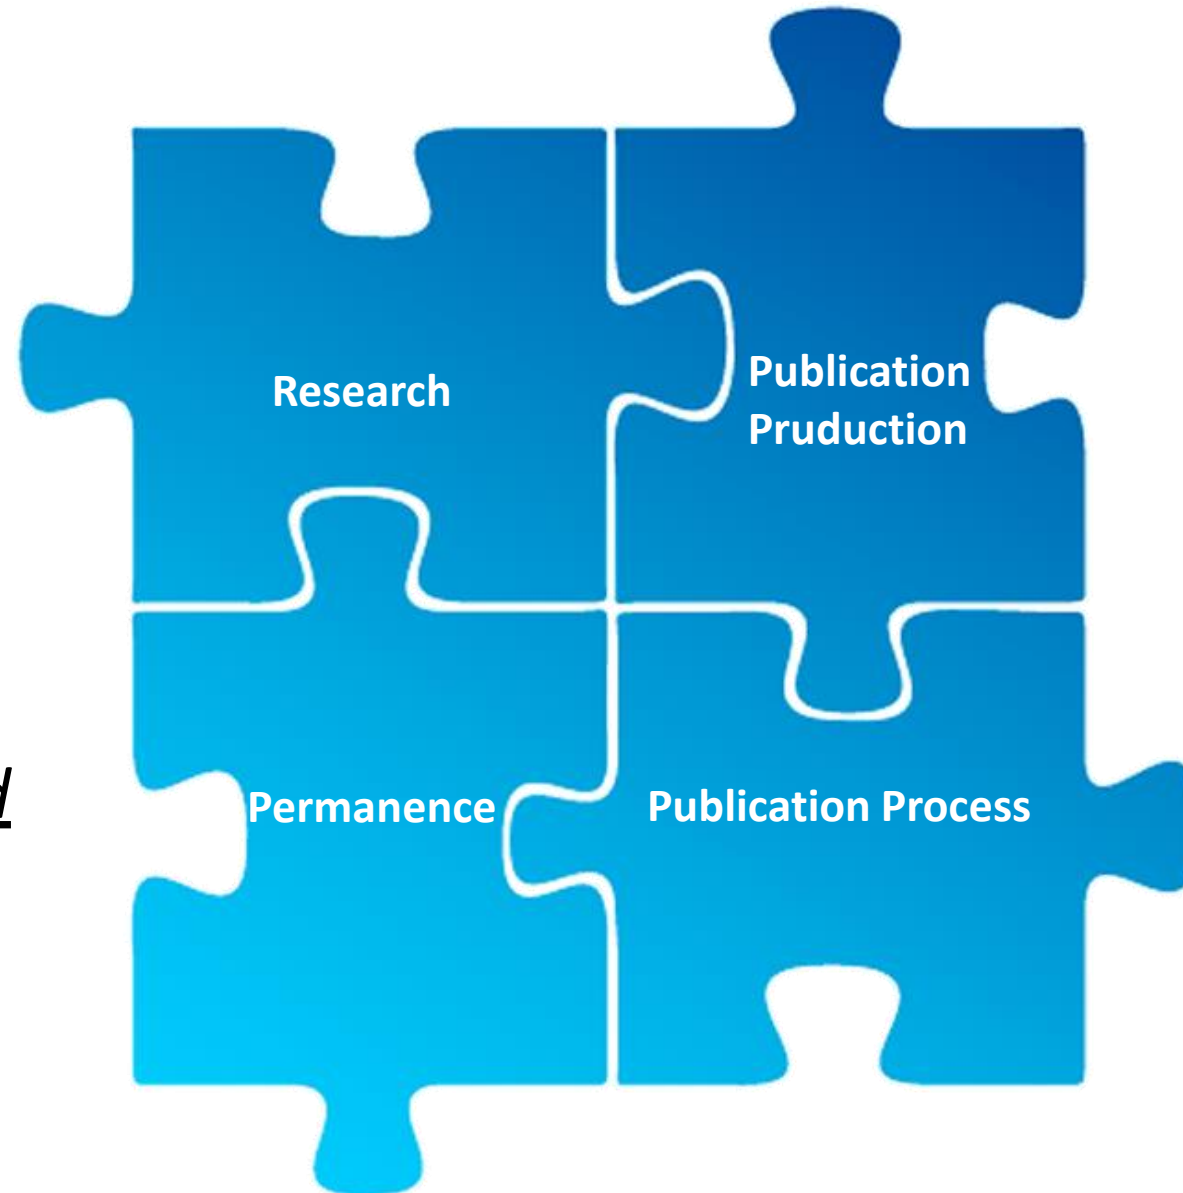 Research
Publication
Pruduction
Permanence
Publication Process